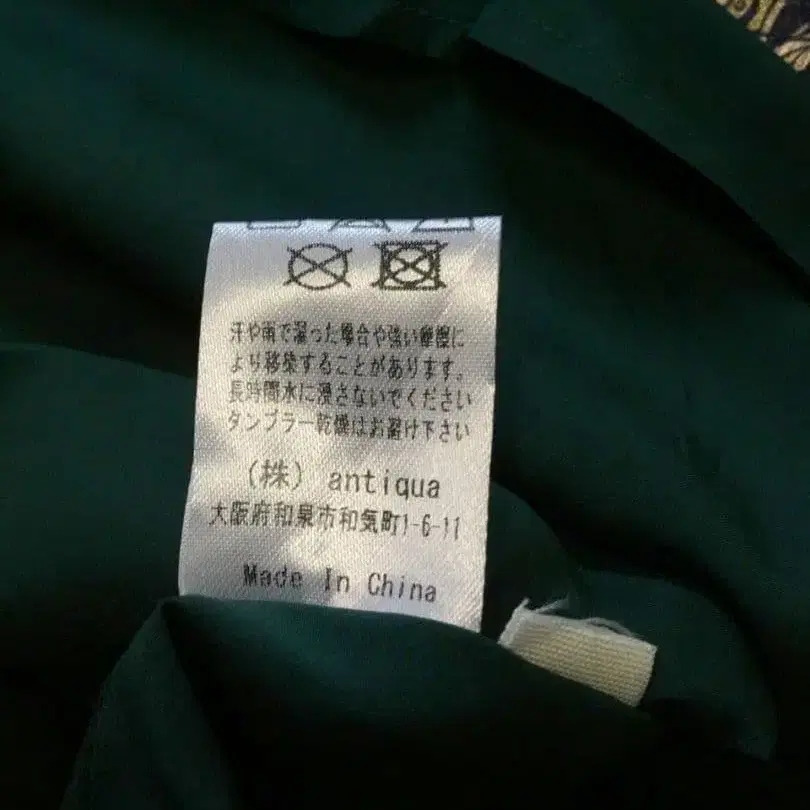 汗や雨で湿った場合や強い摩擦に
より移染することがあります。
長時間水に浸さないでください
タンブラー乾燥はお避け下さい
(株) antiqua
大阪府和泉市和気町1-6-11
Made In China